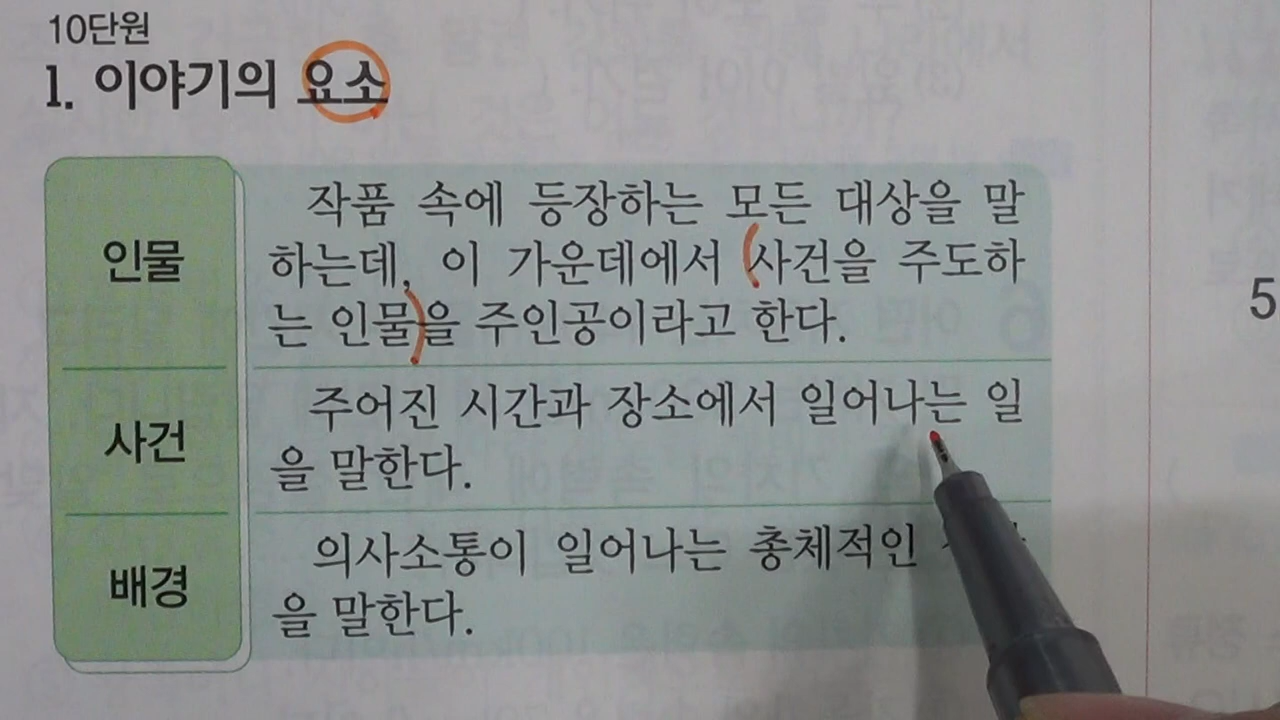 10단원
1. 이야기의 요소
인물
작품 속에 등장하는 모든 대상을 말
하는데, 이 가운데에서 사건을 주도하
는 인물을 주인공이라고 한다.
사건
주어진 시간과 장소에서 일어나는 일
을 말한다.
배경
의사소통이 일어나는 총체적인
을 말한다.
5